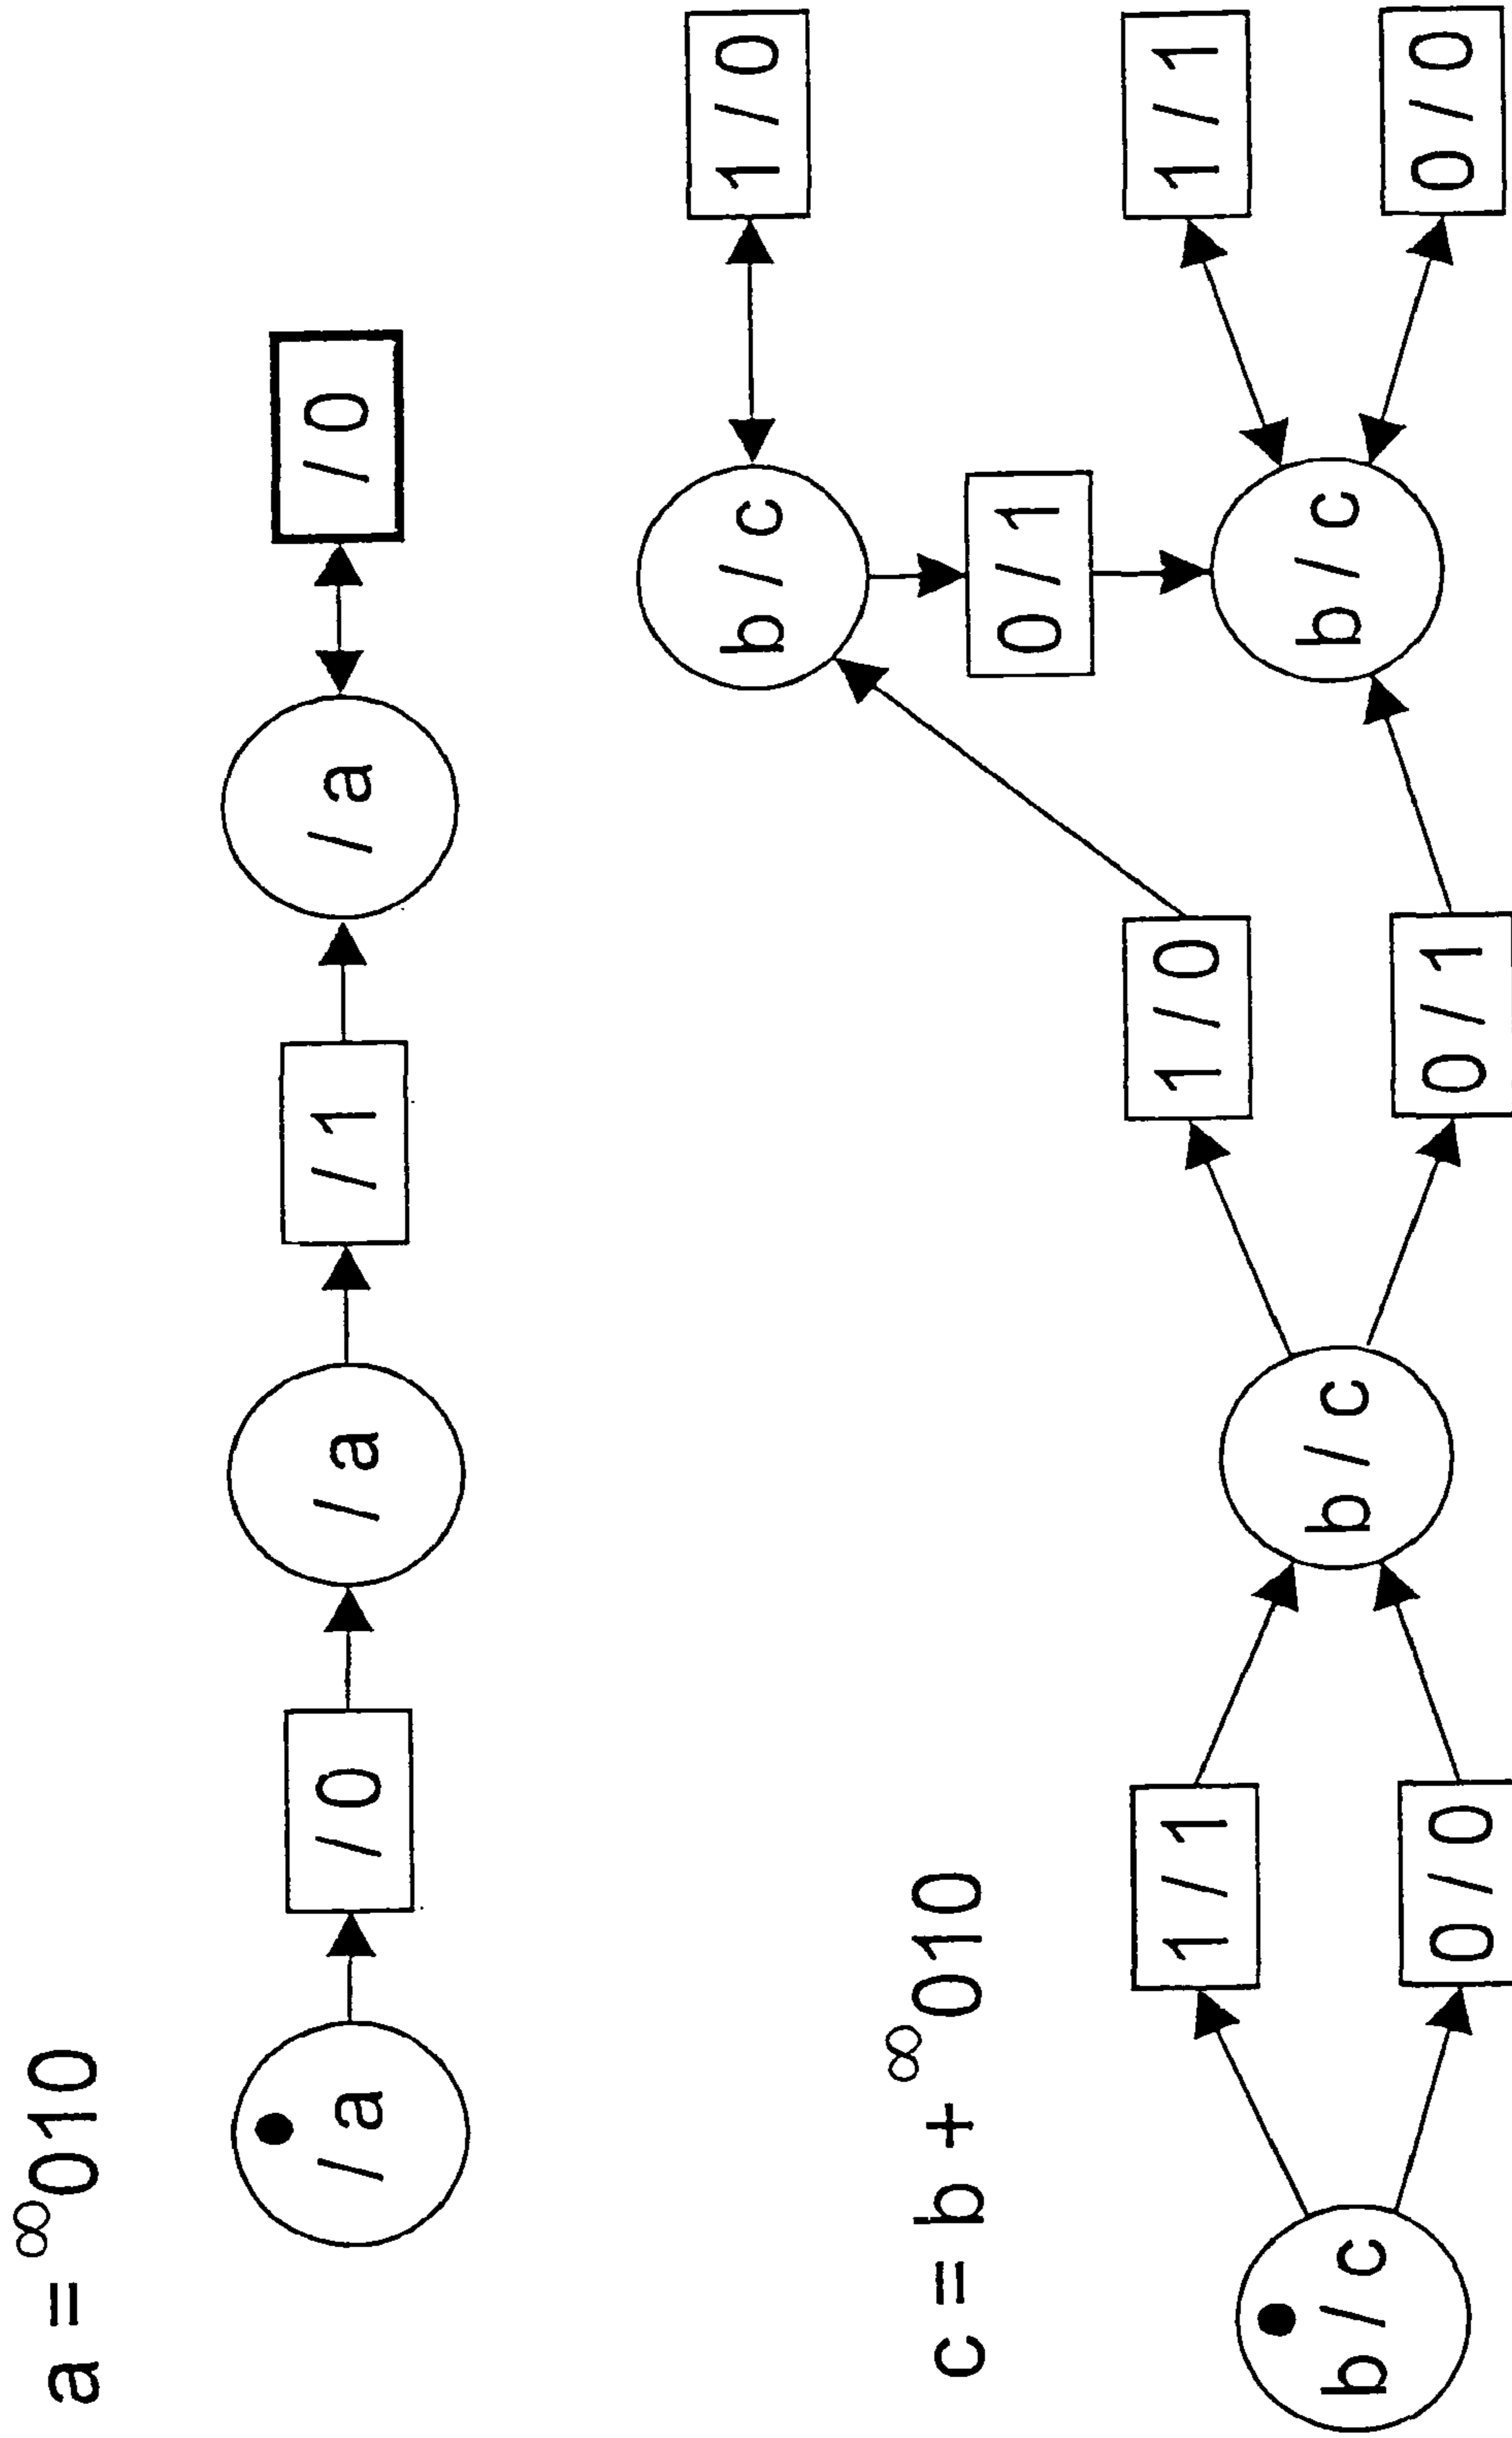 a = ∞010
/ a
/ 0
/ a
/ 1
/ a
/ 0
c = b + ∞010
b / c
1 / 1
0 / 0
b / c
1 / 0
0 / 1
b / c
1 / 0
0 / 1
b / c
1 / 1
0 / 0